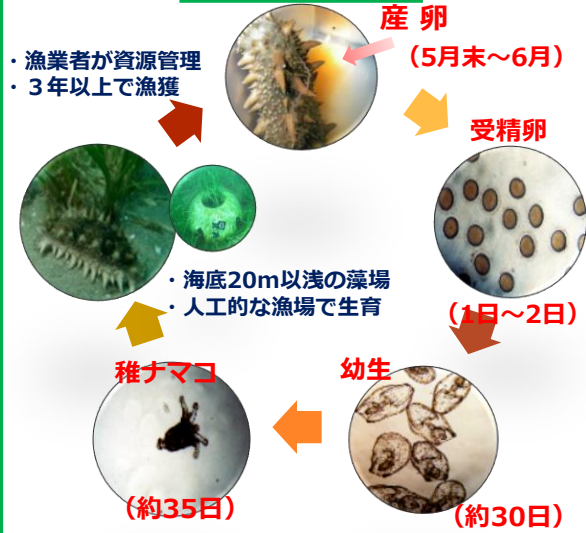 産 卵
（5月末～6月）
・漁業者が資源管理
・３年以上で漁獲
受精卵
（1日～2日）
幼生
（約30日）
稚ナマコ
（約35日）
・海底20m以浅の藻場
・人工的な漁場で生育